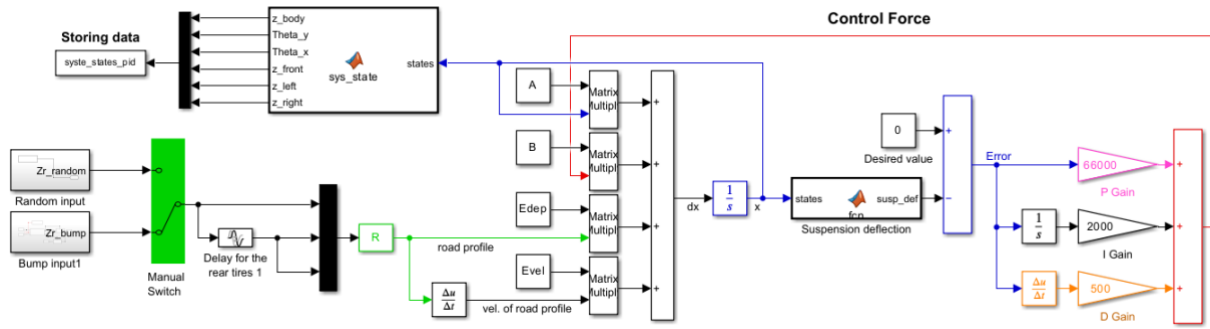 Control Force
Storing data
syste_states_pid
z_body
Theta_y
Theta_x
z_front
z_left
z_right
sys_state
states
A
Matrix
Multipl
B
Matrix
Multipl
Edep
Matrix
Multipl
Evel
Matrix
Multipl
+
+
+
+
dx
1
s
x
states
fcn
susp_def
Suspension deflection
0
Desired value
+
−
Error
66000
P Gain
1
s
2000
I Gain
Δu
Δt
500
D Gain
+
+
+
Zr_random
Random input
Zr_bump
Bump input1
Manual
Switch
Delay for the
rear tires 1
R
road profile
Δu
Δt
vel. of road profile